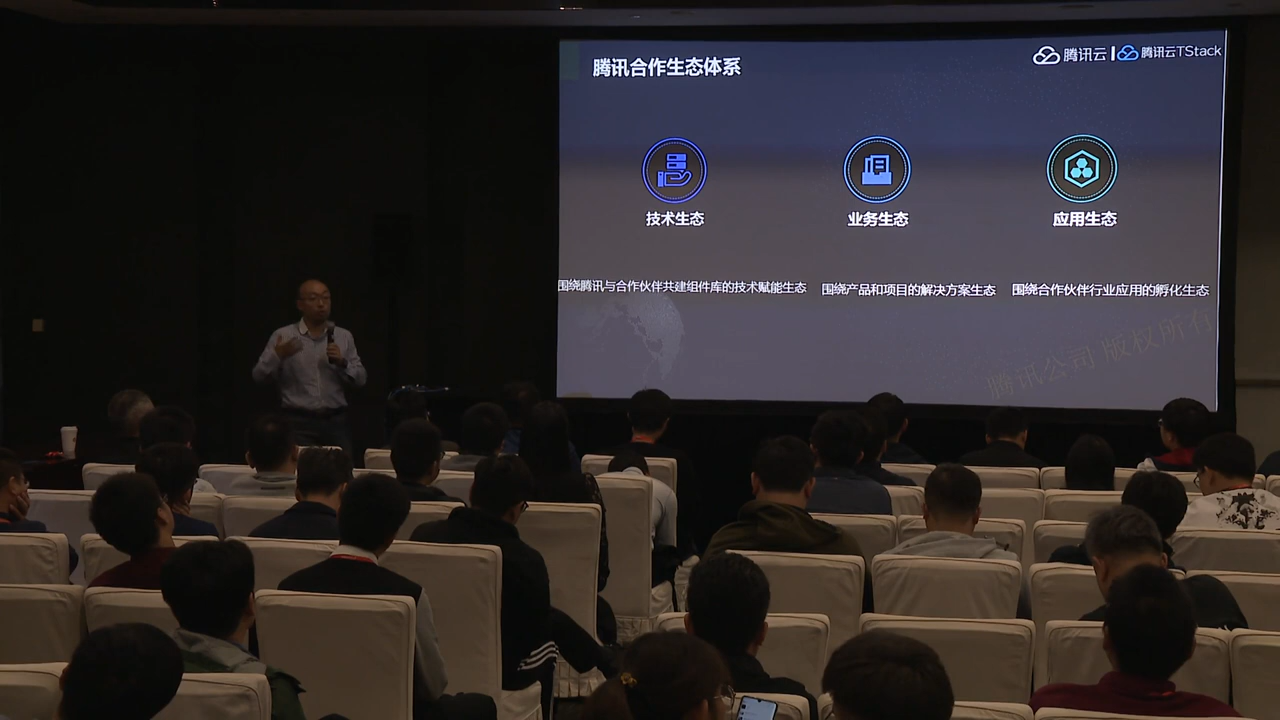 腾讯合作生态体系
腾讯云 | 腾讯云TStack
技术生态
业务生态
应用生态
围绕腾讯与合作伙伴共建组件库的技术赋能生态
围绕产品和项目的解决方案生态
围绕合作伙伴行业应用的孵化生态
腾讯公司 版权所有